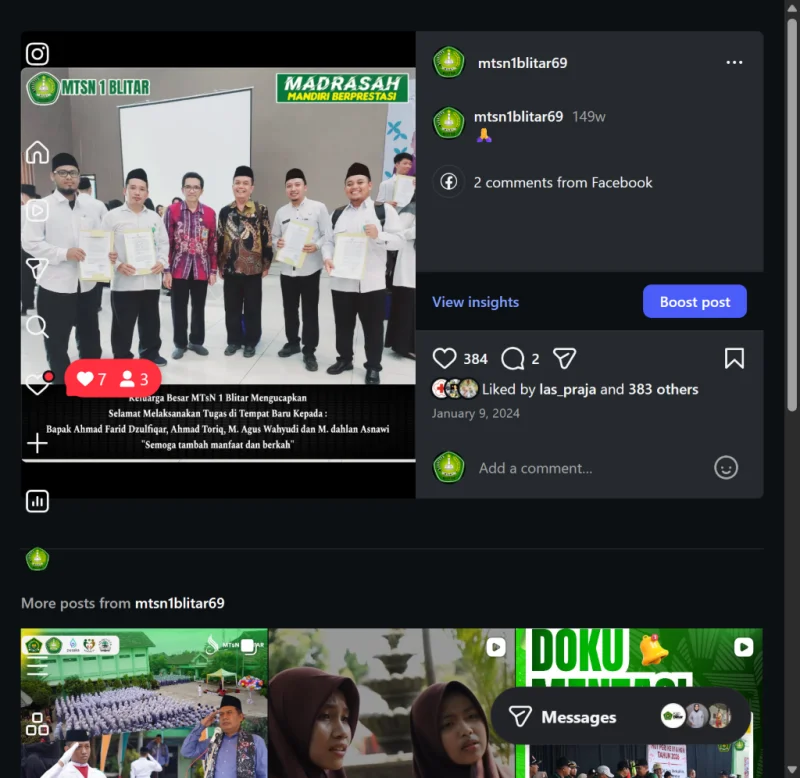 MTSN 1 BLITAR
MADRASAH
MANDIRI BERPRESTASI
7 3
Keluarga Besar MTsN 1 Blitar Mengucapkan
Selamat Melaksanakan Tugas di Tempat Baru Kepada :
Bapak Ahmad Farid Dzulfiqar, Ahmad Toriq, M. Agus Wahyudi dan M. dahlan Asnawi
"Semoga tambah manfaat dan berkah"
mtsn1blitar69
mtsn1blitar69 149w
🙏
2 comments from Facebook
View insights
Boost post
384 2
Liked by las_praja and 383 others
January 9, 2024
Add a comment...
More posts from mtsn1blitar69
DOKU
Messages